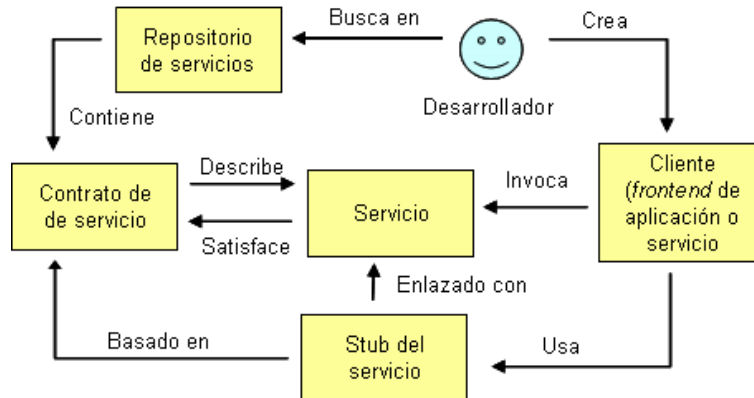 Busca en
Crea
Repositorio
de servicios
Desarrollador
Contiene
Describe
Cliente
(frontend de
aplicación o
servicio
Contrato de
de servicio
Invoca
Servicio
Satisface
Enlazado con
Basado en
Stub del
servicio
Usa